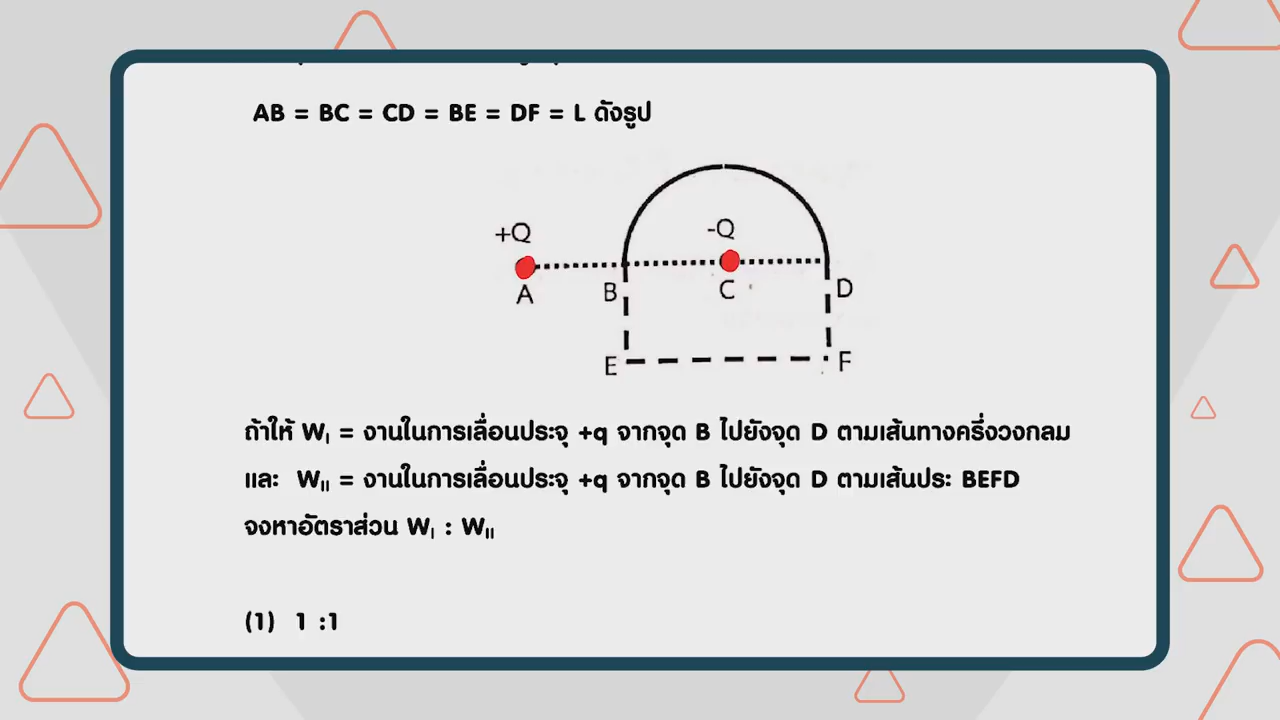 AB = BC = CD = BE = DF = L ดังรูป
+Q
-Q
A
B
C
D
E
F
ถ้าให้ W_I = งานในการเลื่อนประจุ +q จากจุด B ไปยังจุด D ตามเส้นทางครึ่งวงกลม
และ W_II = งานในการเลื่อนประจุ +q จากจุด B ไปยังจุด D ตามเส้นประ BEFD
จงหาอัตราส่วน W_I : W_II
(1) 1 :1